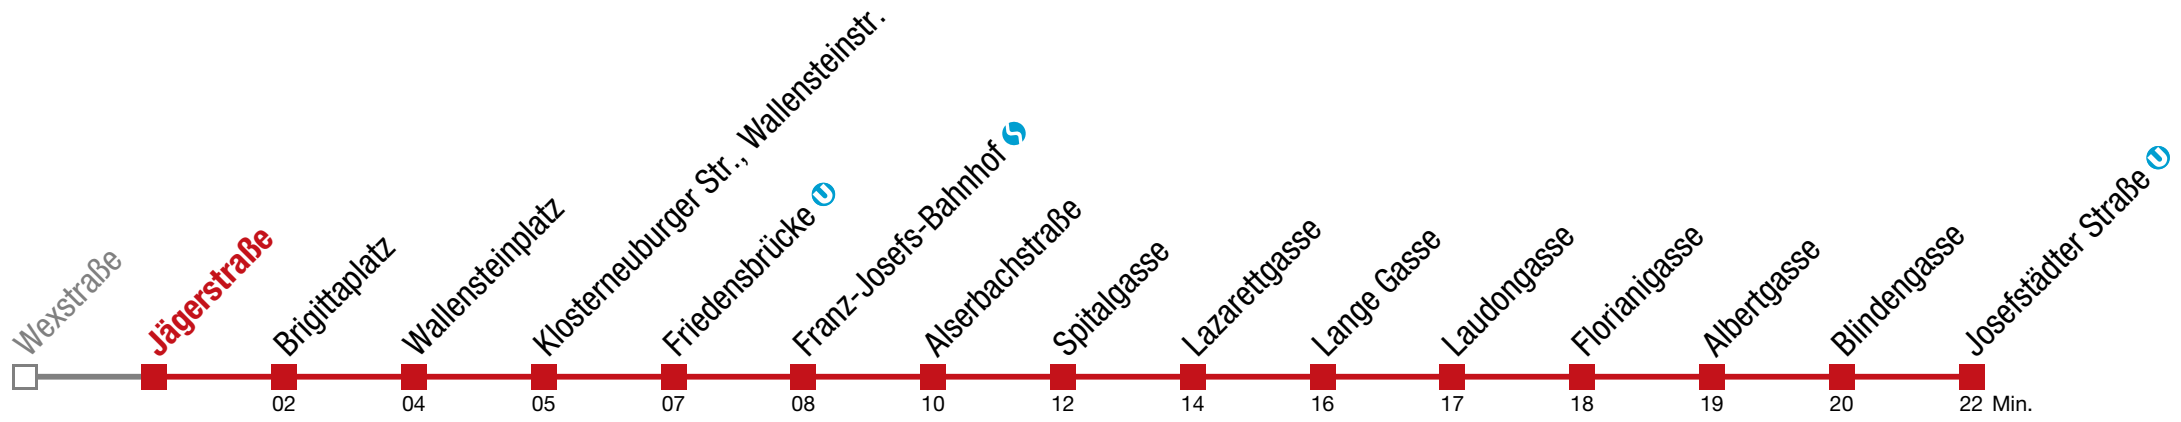 Wexstraße
Jägerstraße
Brigittaplatz
Wallensteinplatz
Klosterneuburger Str., Wallensteinstr.
Friedensbrücke U
Franz-Josefs-Bahnhof S
Alserbachstraße
Spitalgasse
Lazarettgasse
Lange Gasse
Laudongasse
Florianigasse
Albertgasse
Blindengasse
Josefstädter Straße U
02 04 05 07 08 10 12 14 16 17 18 19 20 22 Min.